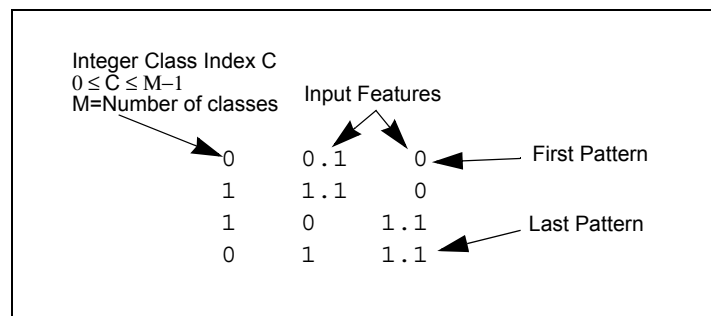 Integer Class Index C
0 ≤ C ≤ M–1
M=Number of classes
Input Features
0 0.1 0
First Pattern
1 1.1 0
1 0 1.1
Last Pattern
0 1 1.1